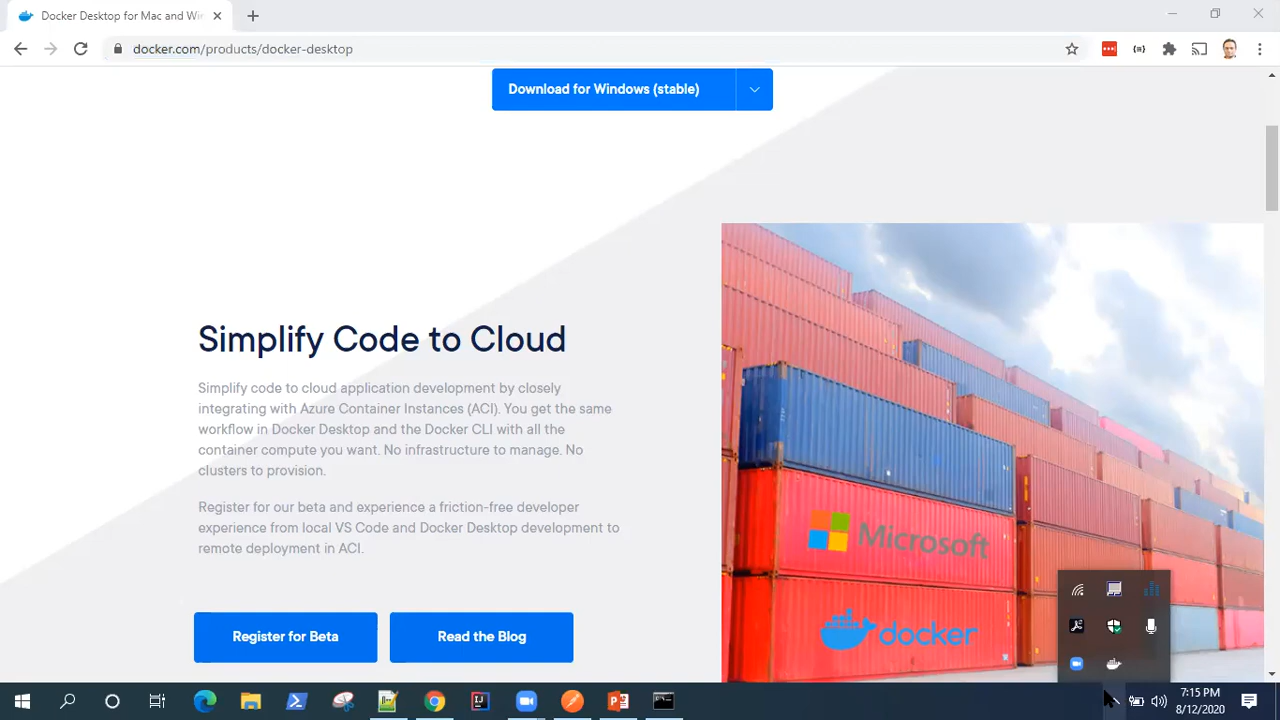 Docker Desktop for Mac and Wi
docker.com/products/docker-desktop
Download for Windows (stable)
Simplify Code to Cloud
Simplify code to cloud application development by closely
integrating with Azure Container Instances (ACI). You get the same
workflow in Docker Desktop and the Docker CLI with all the
container compute you want. No infrastructure to manage. No
clusters to provision.
Register for our beta and experience a friction-free developer
experience from local VS Code and Docker Desktop development to
remote deployment in ACI.
Register for Beta
Read the Blog
Microsoft
docker
7:15 PM
8/12/2020